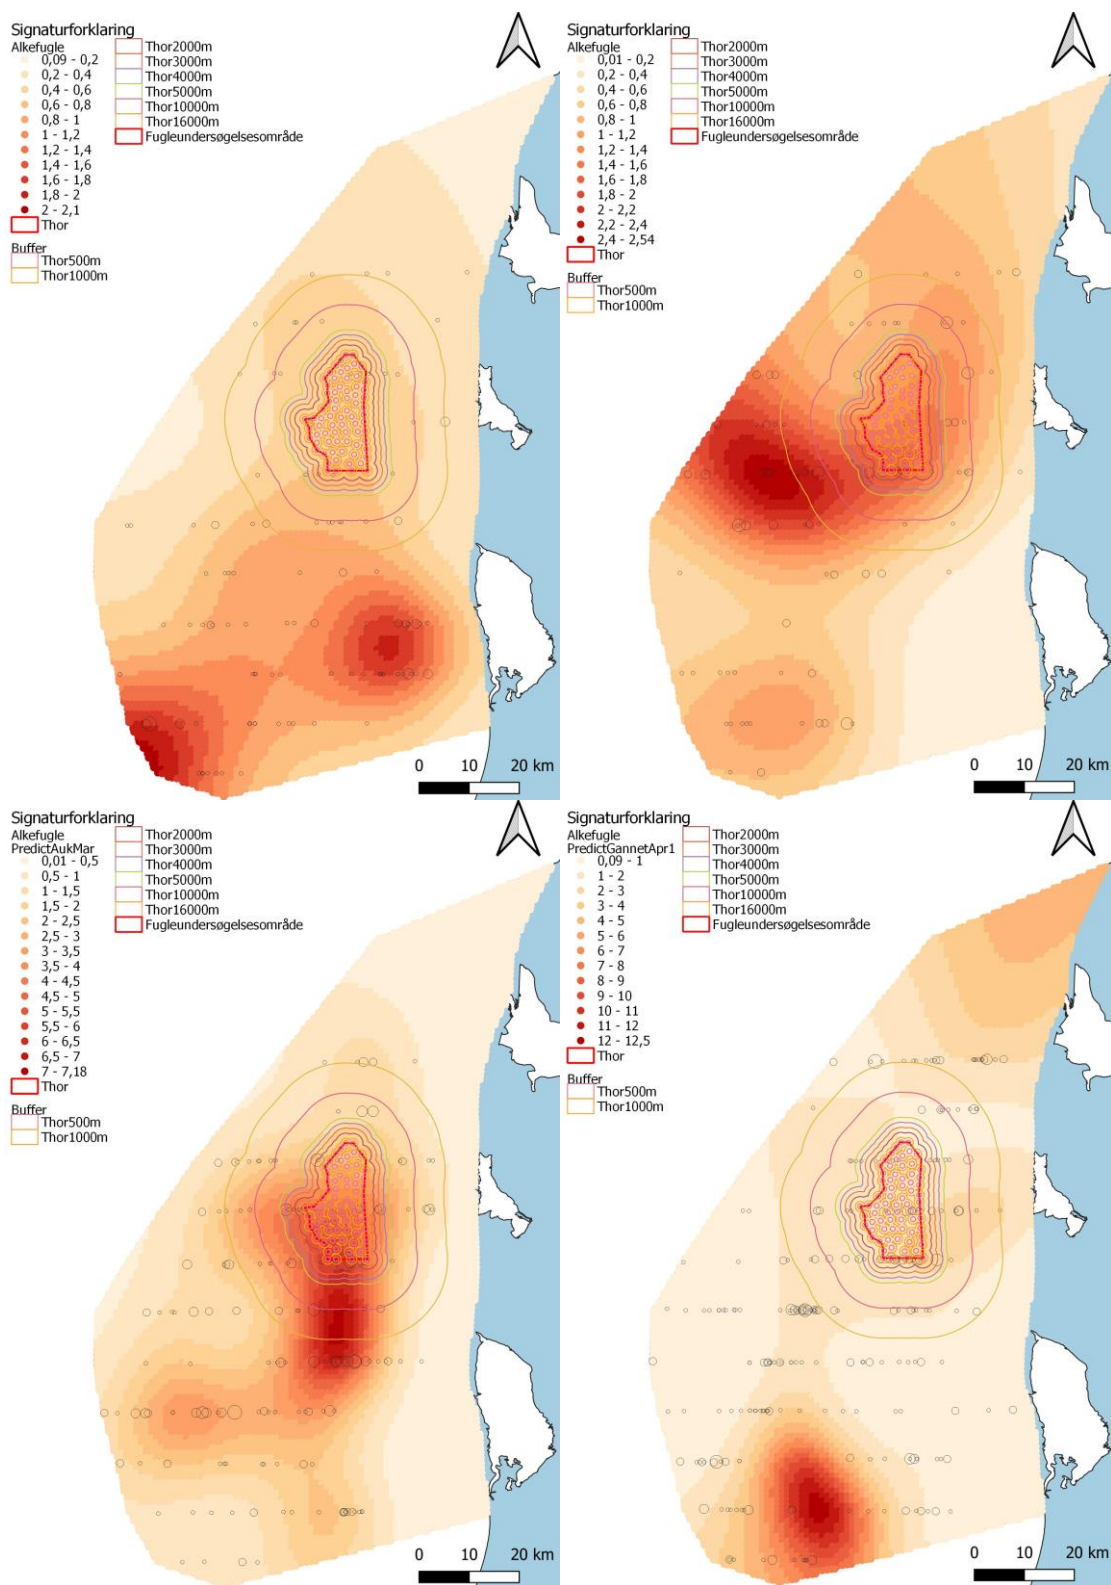 Signaturforklaring
Alkefugle
0,09 - 0,2
0,2 - 0,4
0,4 - 0,6
0,6 - 0,8
0,8 - 1
1 - 1,2
1,2 - 1,4
1,4 - 1,6
1,6 - 1,8
1,8 - 2
2 - 2,1
Thor
Buffer
Thor500m
Thor1000m
Thor2000m
Thor3000m
Thor4000m
Thor5000m
Thor10000m
Thor16000m
Fugleundersøgelsesområde
0 10 20 km
Signaturforklaring
Alkefugle
0,01 - 0,2
0,2 - 0,4
0,4 - 0,6
0,6 - 0,8
0,8 - 1
1 - 1,2
1,2 - 1,4
1,4 - 1,6
1,6 - 1,8
1,8 - 2
2 - 2,2
2,2 - 2,4
2,4 - 2,54
Thor
Buffer
Thor500m
Thor1000m
Thor2000m
Thor3000m
Thor4000m
Thor5000m
Thor10000m
Thor16000m
Fugleundersøgelsesområde
0 10 20 km
Signaturforklaring
Alkefugle
PredictAukMar
0,01 - 0,5
0,5 - 1
1 - 1,5
1,5 - 2
2 - 2,5
2,5 - 3
3 - 3,5
3,5 - 4
4 - 4,5
4,5 - 5
5 - 5,5
5,5 - 6
6 - 6,5
6,5 - 7
7 - 7,18
Thor
Buffer
Thor500m
Thor1000m
Thor2000m
Thor3000m
Thor4000m
Thor5000m
Thor10000m
Thor16000m
Fugleundersøgelsesområde
0 10 20 km
Signaturforklaring
Alkefugle
PredictGannetApr1
0,09 - 1
1 - 2
2 - 3
3 - 4
4 - 5
5 - 6
6 - 7
7 - 8
8 - 9
9 - 10
10 - 11
11 - 12
12 - 12,5
Thor
Buffer
Thor500m
Thor1000m
Thor2000m
Thor3000m
Thor4000m
Thor5000m
Thor10000m
Thor16000m
Fugleundersøgelsesområde
0 10 20 km